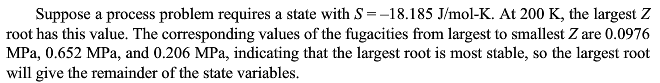 Suppose a process problem requires a state with S = –18.185 J/mol-K. At 200 K, the largest Z
root has this value. The corresponding values of the fugacities from largest to smallest Z are 0.0976
MPa, 0.652 MPa, and 0.206 MPa, indicating that the largest root is most stable, so the largest root
will give the remainder of the state variables.